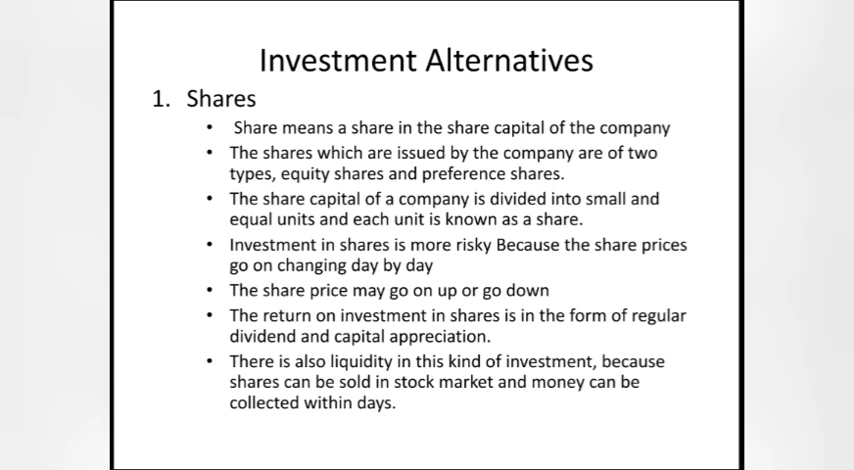 Investment Alternatives
1. Shares
• Share means a share in the share capital of the company
• The shares which are issued by the company are of two
types, equity shares and preference shares.
• The share capital of a company is divided into small and
equal units and each unit is known as a share.
• Investment in shares is more risky Because the share prices
go on changing day by day
• The share price may go on up or go down
• The return on investment in shares is in the form of regular
dividend and capital appreciation.
• There is also liquidity in this kind of investment, because
shares can be sold in stock market and money can be
collected within days.